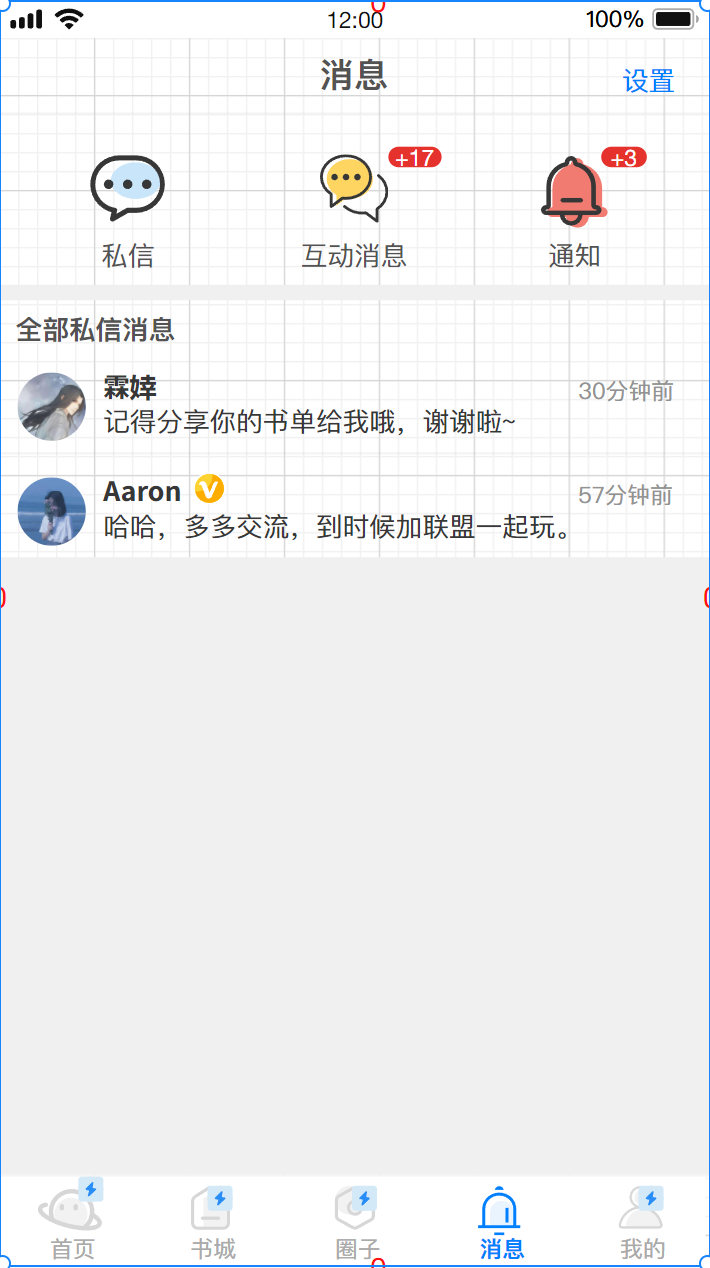 12:00
100%
消息
设置
+17
+3
私信
互动消息
通知
全部私信消息
霖婞
30分钟前
记得分享你的书单给我哦，谢谢啦~
Aaron
57分钟前
哈哈，多多交流，到时候加联盟一起玩。
首页
书城
圈子
消息
我的